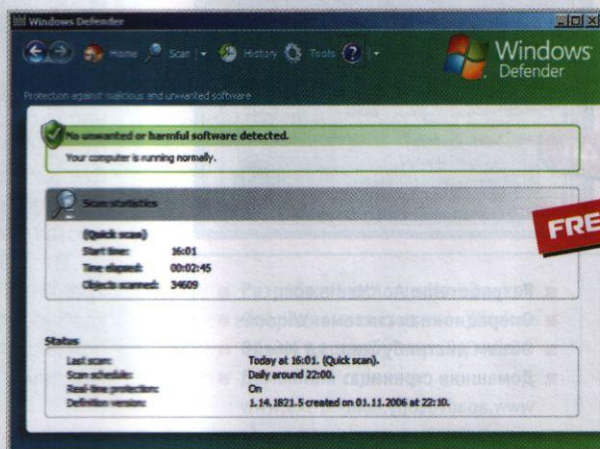 Windows Defender
Home Scan History Tools
Windows
Defender
Protection against malicious and unwanted software
No unwanted or harmful software detected.
Your computer is running normally.
Scan statistics
(Quick scan)
Start time: 16:01
Time elapsed: 00:02:45
Objects scanned: 34609
FRE
Status
Last scan: Today at 16:01. (Quick scan).
Scan schedule: Daily around 22:00.
Real-time protection: On
Definition version: 1.14.1821.5 created on 01.11.2006 at 22:10.